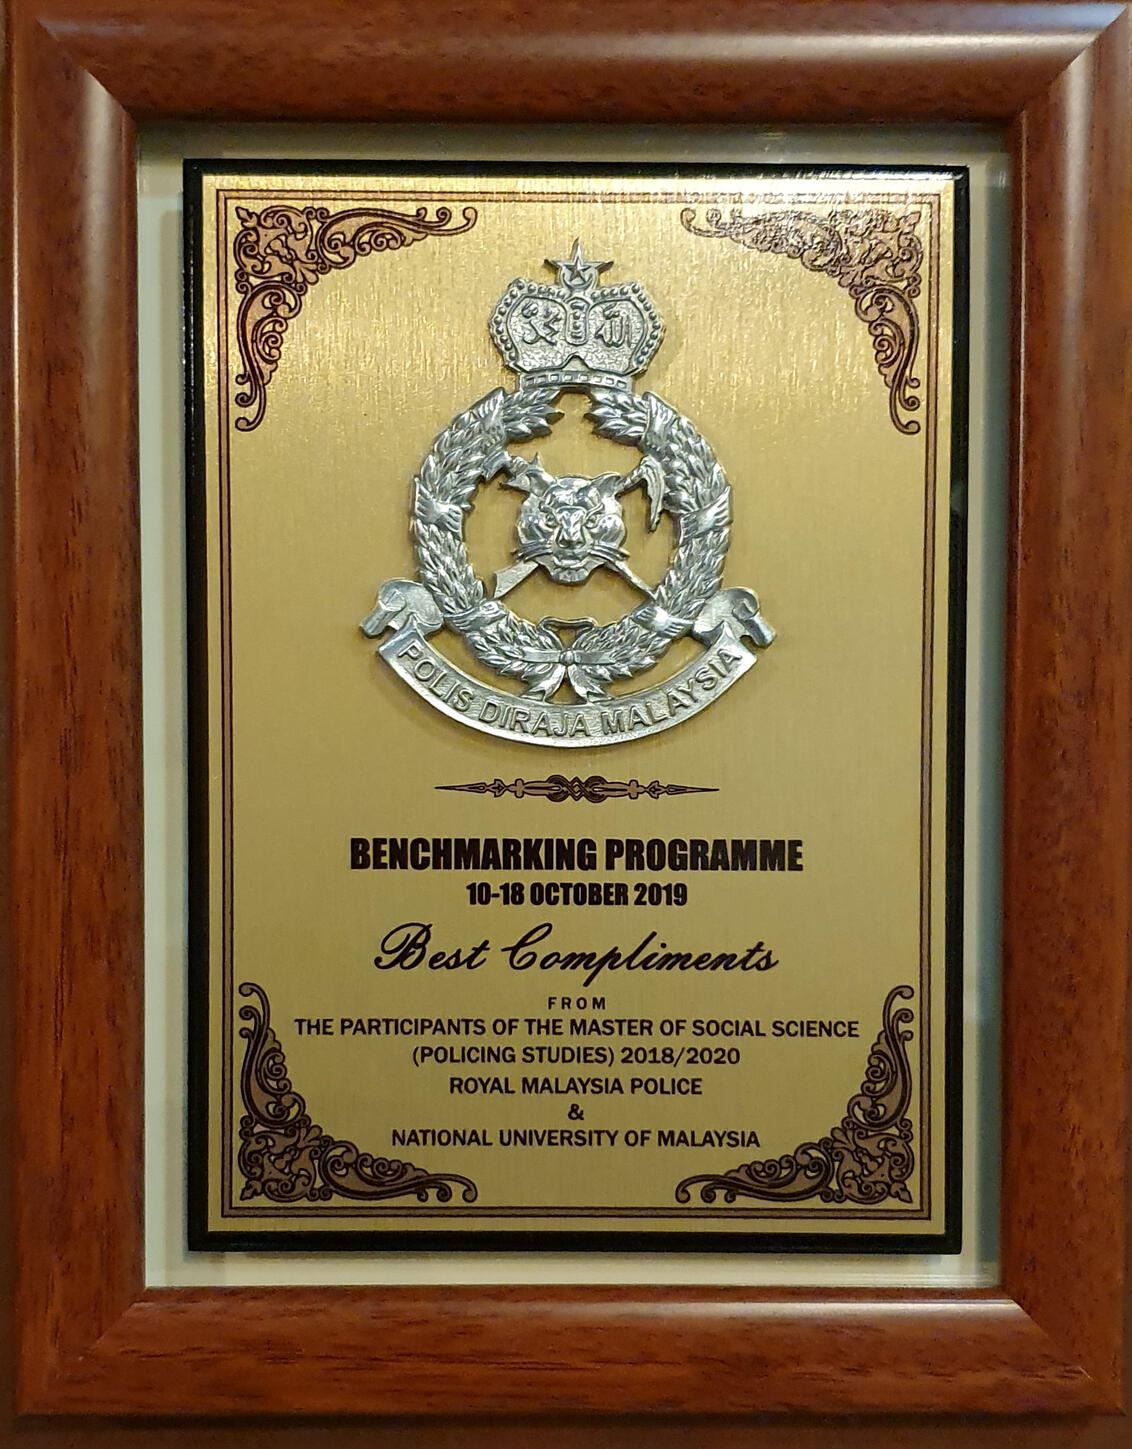 POLIS DIRAJA MALAYSIA
BENCHMARKING PROGRAMME
10-18 OCTOBER 2019
Best Compliments
FROM
THE PARTICIPANTS OF THE MASTER OF SOCIAL SCIENCE
(POLICING STUDIES) 2018/2020
ROYAL MALAYSIA POLICE
&
NATIONAL UNIVERSITY OF MALAYSIA